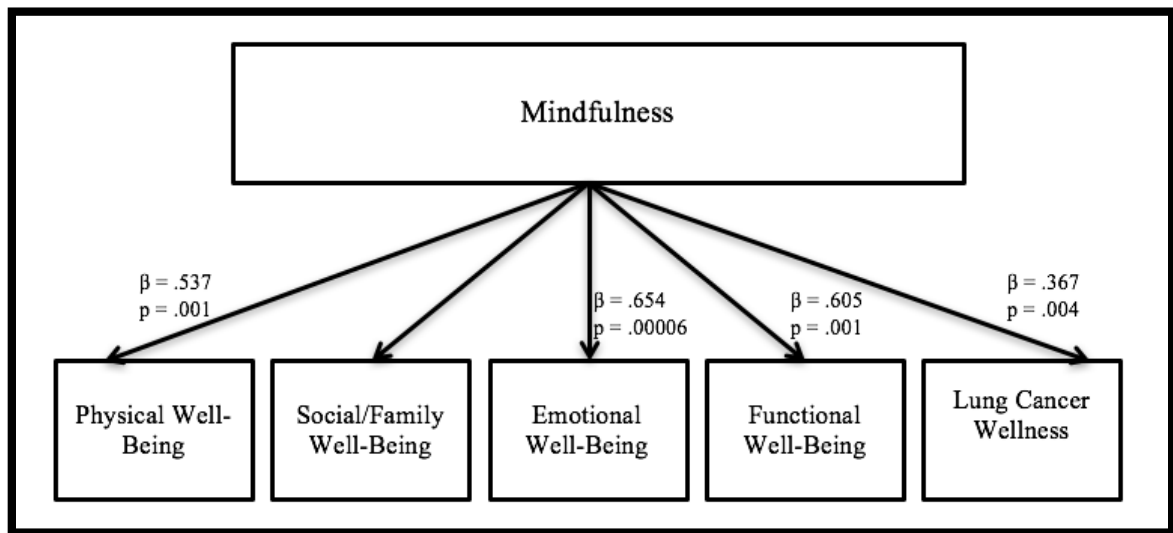 Mindfulness
β = .537
p = .001
β = .654
p = .00006
β = .605
p = .001
β = .367
p = .004
Physical Well-
Being
Social/Family
Well-Being
Emotional
Well-Being
Functional
Well-Being
Lung Cancer
Wellness